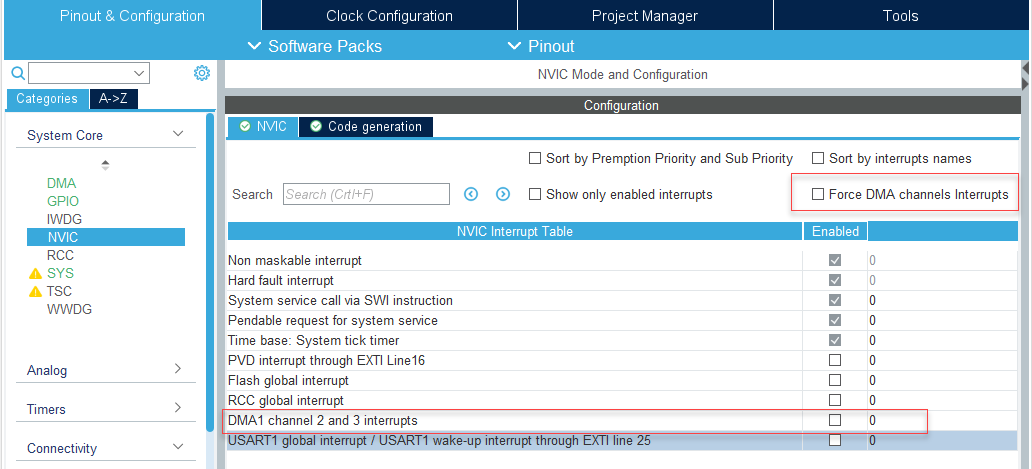 Pinout & Configuration
Clock Configuration
Project Manager
Tools
Software Packs
Pinout
NVIC Mode and Configuration
Categories
A->Z
Configuration
System Core
NVIC
Code generation
Sort by Premption Priority and Sub Priority
Sort by interrupts names
DMA
GPIO
IWDG
NVIC
RCC
SYS
TSC
WWDG
Search
Search (Crtl+F)
Show only enabled interrupts
Force DMA channels Interrupts
NVIC Interrupt Table Enabled
Non maskable interrupt 0
Hard fault interrupt 0
System service call via SWI instruction 0
Pendable request for system service 0
Time base: System tick timer 0
PVD interrupt through EXTI Line16 0
Flash global interrupt 0
RCC global interrupt 0
DMA1 channel 2 and 3 interrupts 0
USART1 global interrupt / USART1 wake-up interrupt through EXTI line 25 0
Analog
Timers
Connectivity